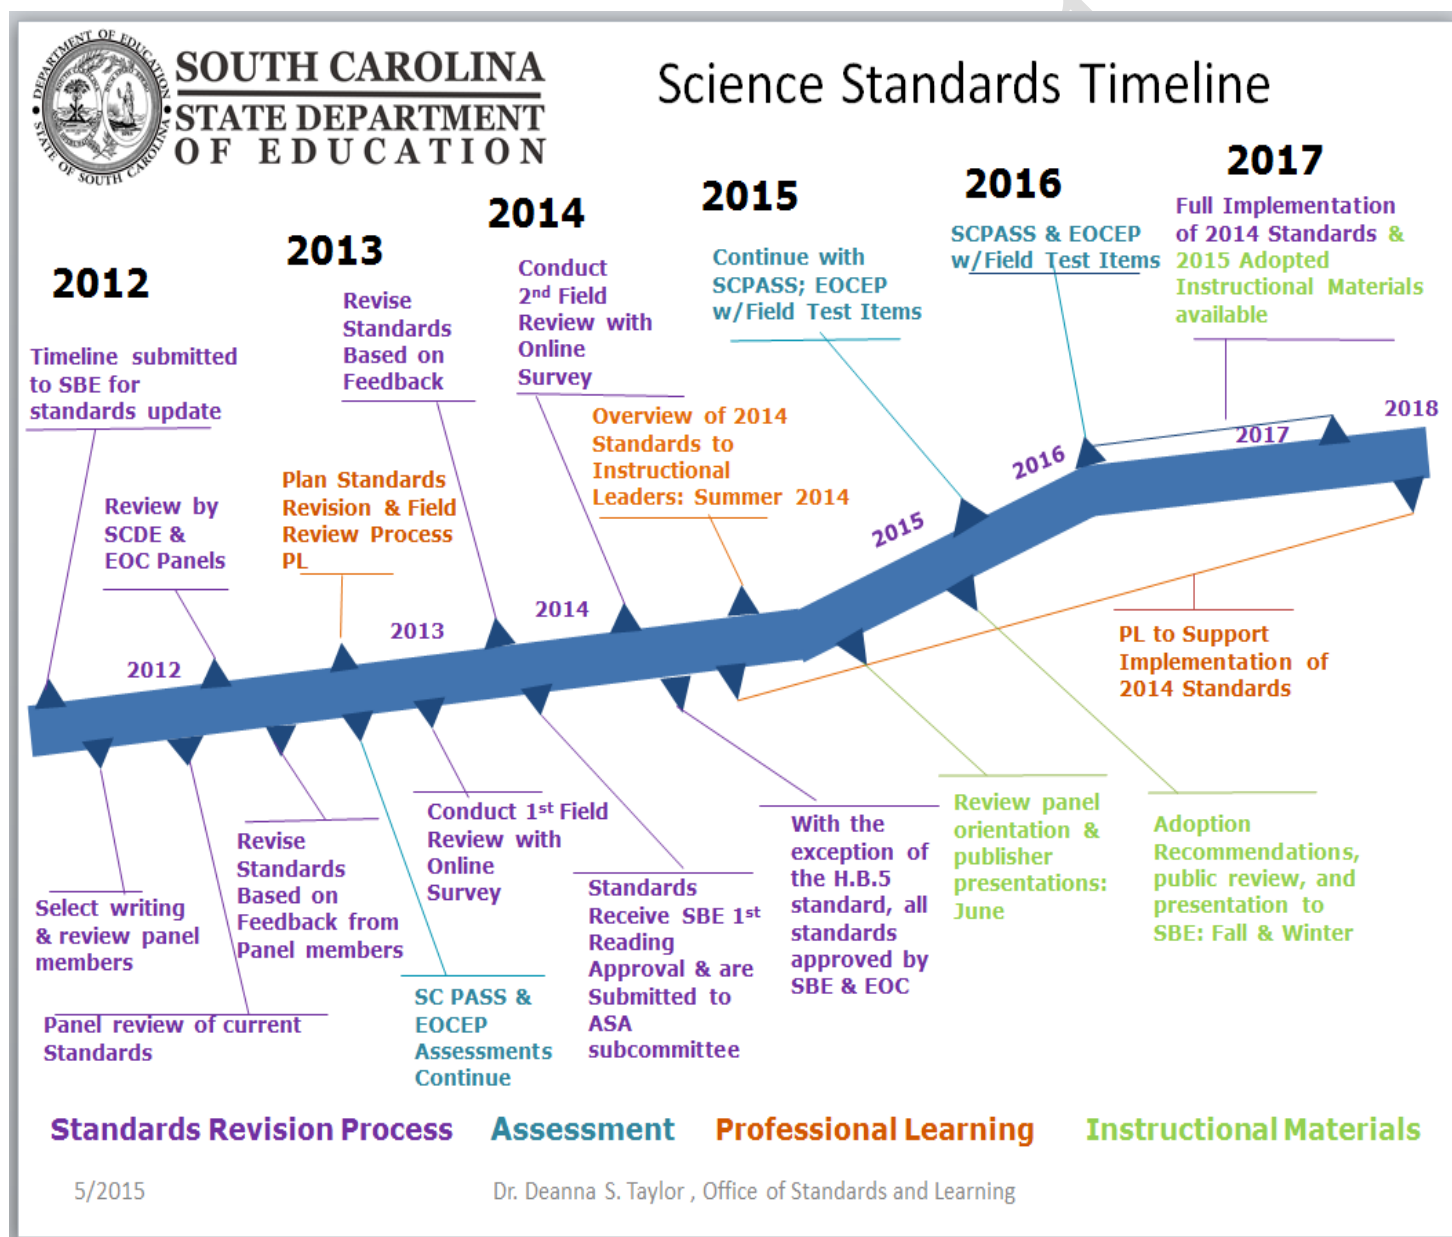 DEPARTMENT OF EDUCATION
STATE OF SOUTH CAROLINA
SOUTH CAROLINA
STATE DEPARTMENT
OF EDUCATION
Science Standards Timeline
2012
Timeline submitted
to SBE for
standards update
Review by
SCDE &
EOC Panels
2013
Plan Standards
Revision & Field
Review Process
PL
Revise
Standards
Based on
Feedback
2014
Conduct
2nd Field
Review with
Online
Survey
Overview of 2014
Standards to
Instructional
Leaders: Summer 2014
2015
Continue with
SCPASS; EOCEP
w/Field Test Items
2016
SCPASS & EOCEP
w/Field Test Items
2017
Full Implementation
of 2014 Standards &
2015 Adopted
Instructional Materials
available
2012
2013
2014
2015
2016
2017
2018
Select writing
& review panel
members
Panel review of current
Standards
Revise
Standards
Based on
Feedback from
Panel members
SC PASS &
EOCEP
Assessments
Continue
Conduct 1st Field
Review with
Online
Survey
Standards
Receive SBE 1st
Reading
Approval & are
Submitted to
ASA
subcommittee
With the
exception of
the H.B.5
standard, all
standards
approved by
SBE & EOC
Review panel
orientation &
publisher
presentations:
June
Adoption
Recommendations,
public review, and
presentation to
SBE: Fall & Winter
PL to Support
Implementation of
2014 Standards
Standards Revision Process Assessment Professional Learning Instructional Materials
5/2015
Dr. Deanna S. Taylor , Office of Standards and Learning